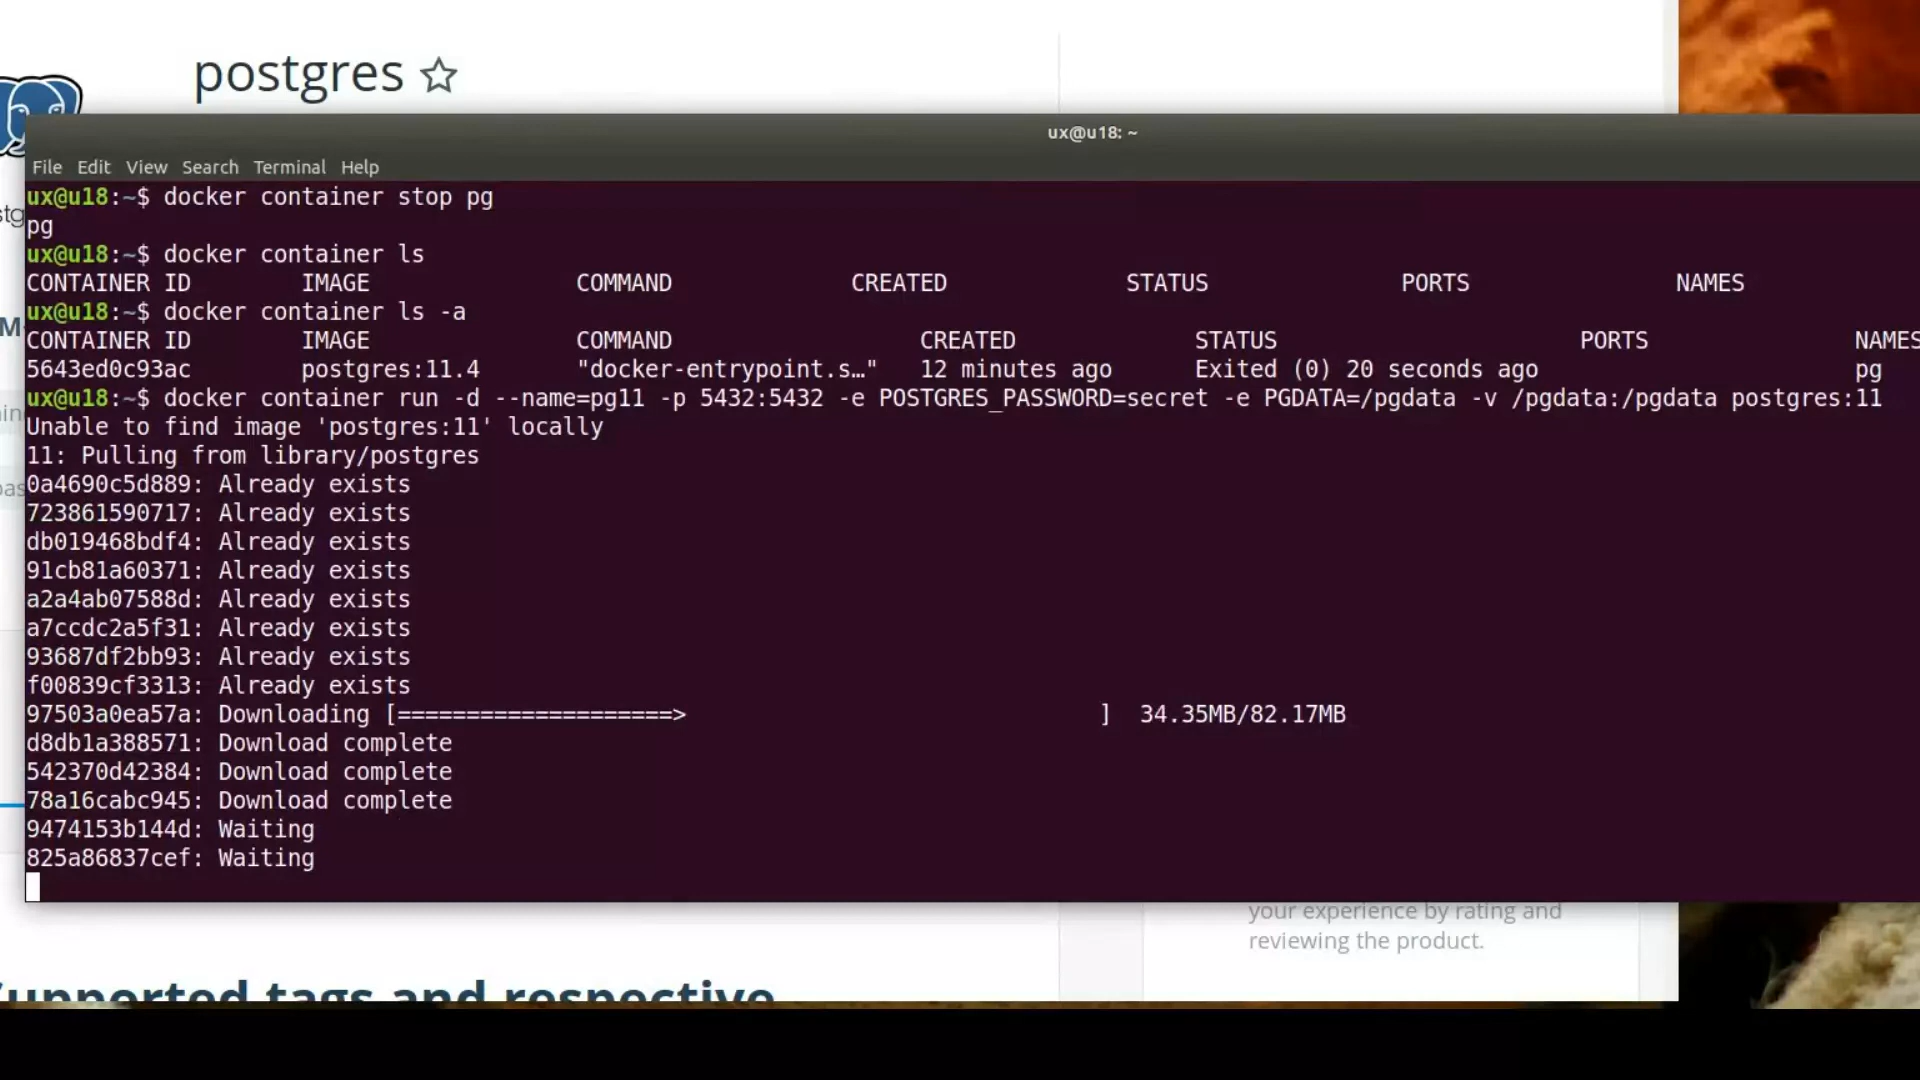 postgres
ux@u18: ~
File Edit View Search Terminal Help
ux@u18:~$ docker container stop pg
pg
ux@u18:~$ docker container ls
CONTAINER ID IMAGE COMMAND CREATED STATUS PORTS NAMES
ux@u18:~$ docker container ls -a
CONTAINER ID IMAGE COMMAND CREATED STATUS PORTS NAMES
5643ed0c93ac postgres:11.4 "docker-entrypoint.s…" 12 minutes ago Exited (0) 20 seconds ago pg
ux@u18:~$ docker container run -d --name=pg11 -p 5432:5432 -e POSTGRES_PASSWORD=secret -e PGDATA=/pgdata -v /pgdata:/pgdata postgres:11
Unable to find image 'postgres:11' locally
11: Pulling from library/postgres
0a4690c5d889: Already exists
723861590717: Already exists
db019468bdf4: Already exists
91cb81a60371: Already exists
a2a4ab07588d: Already exists
a7ccdc2a5f31: Already exists
93687df2bb93: Already exists
f00839cf3313: Already exists
97503a0ea57a: Downloading [====================> ] 34.35MB/82.17MB
d8db1a388571: Download complete
542370d42384: Download complete
78a16cabc945: Download complete
9474153b144d: Waiting
825a86837cef: Waiting
your experience by rating and
reviewing the product.
Supported tags and respective